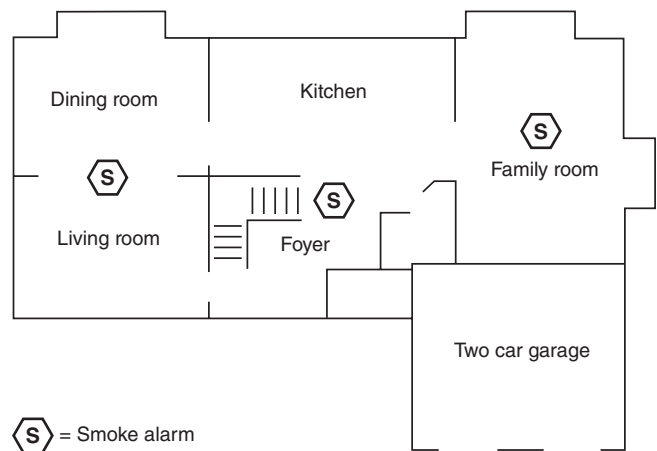 Dining room
Kitchen
S
Family room
S
S
Living room
Foyer
Two car garage
S = Smoke alarm